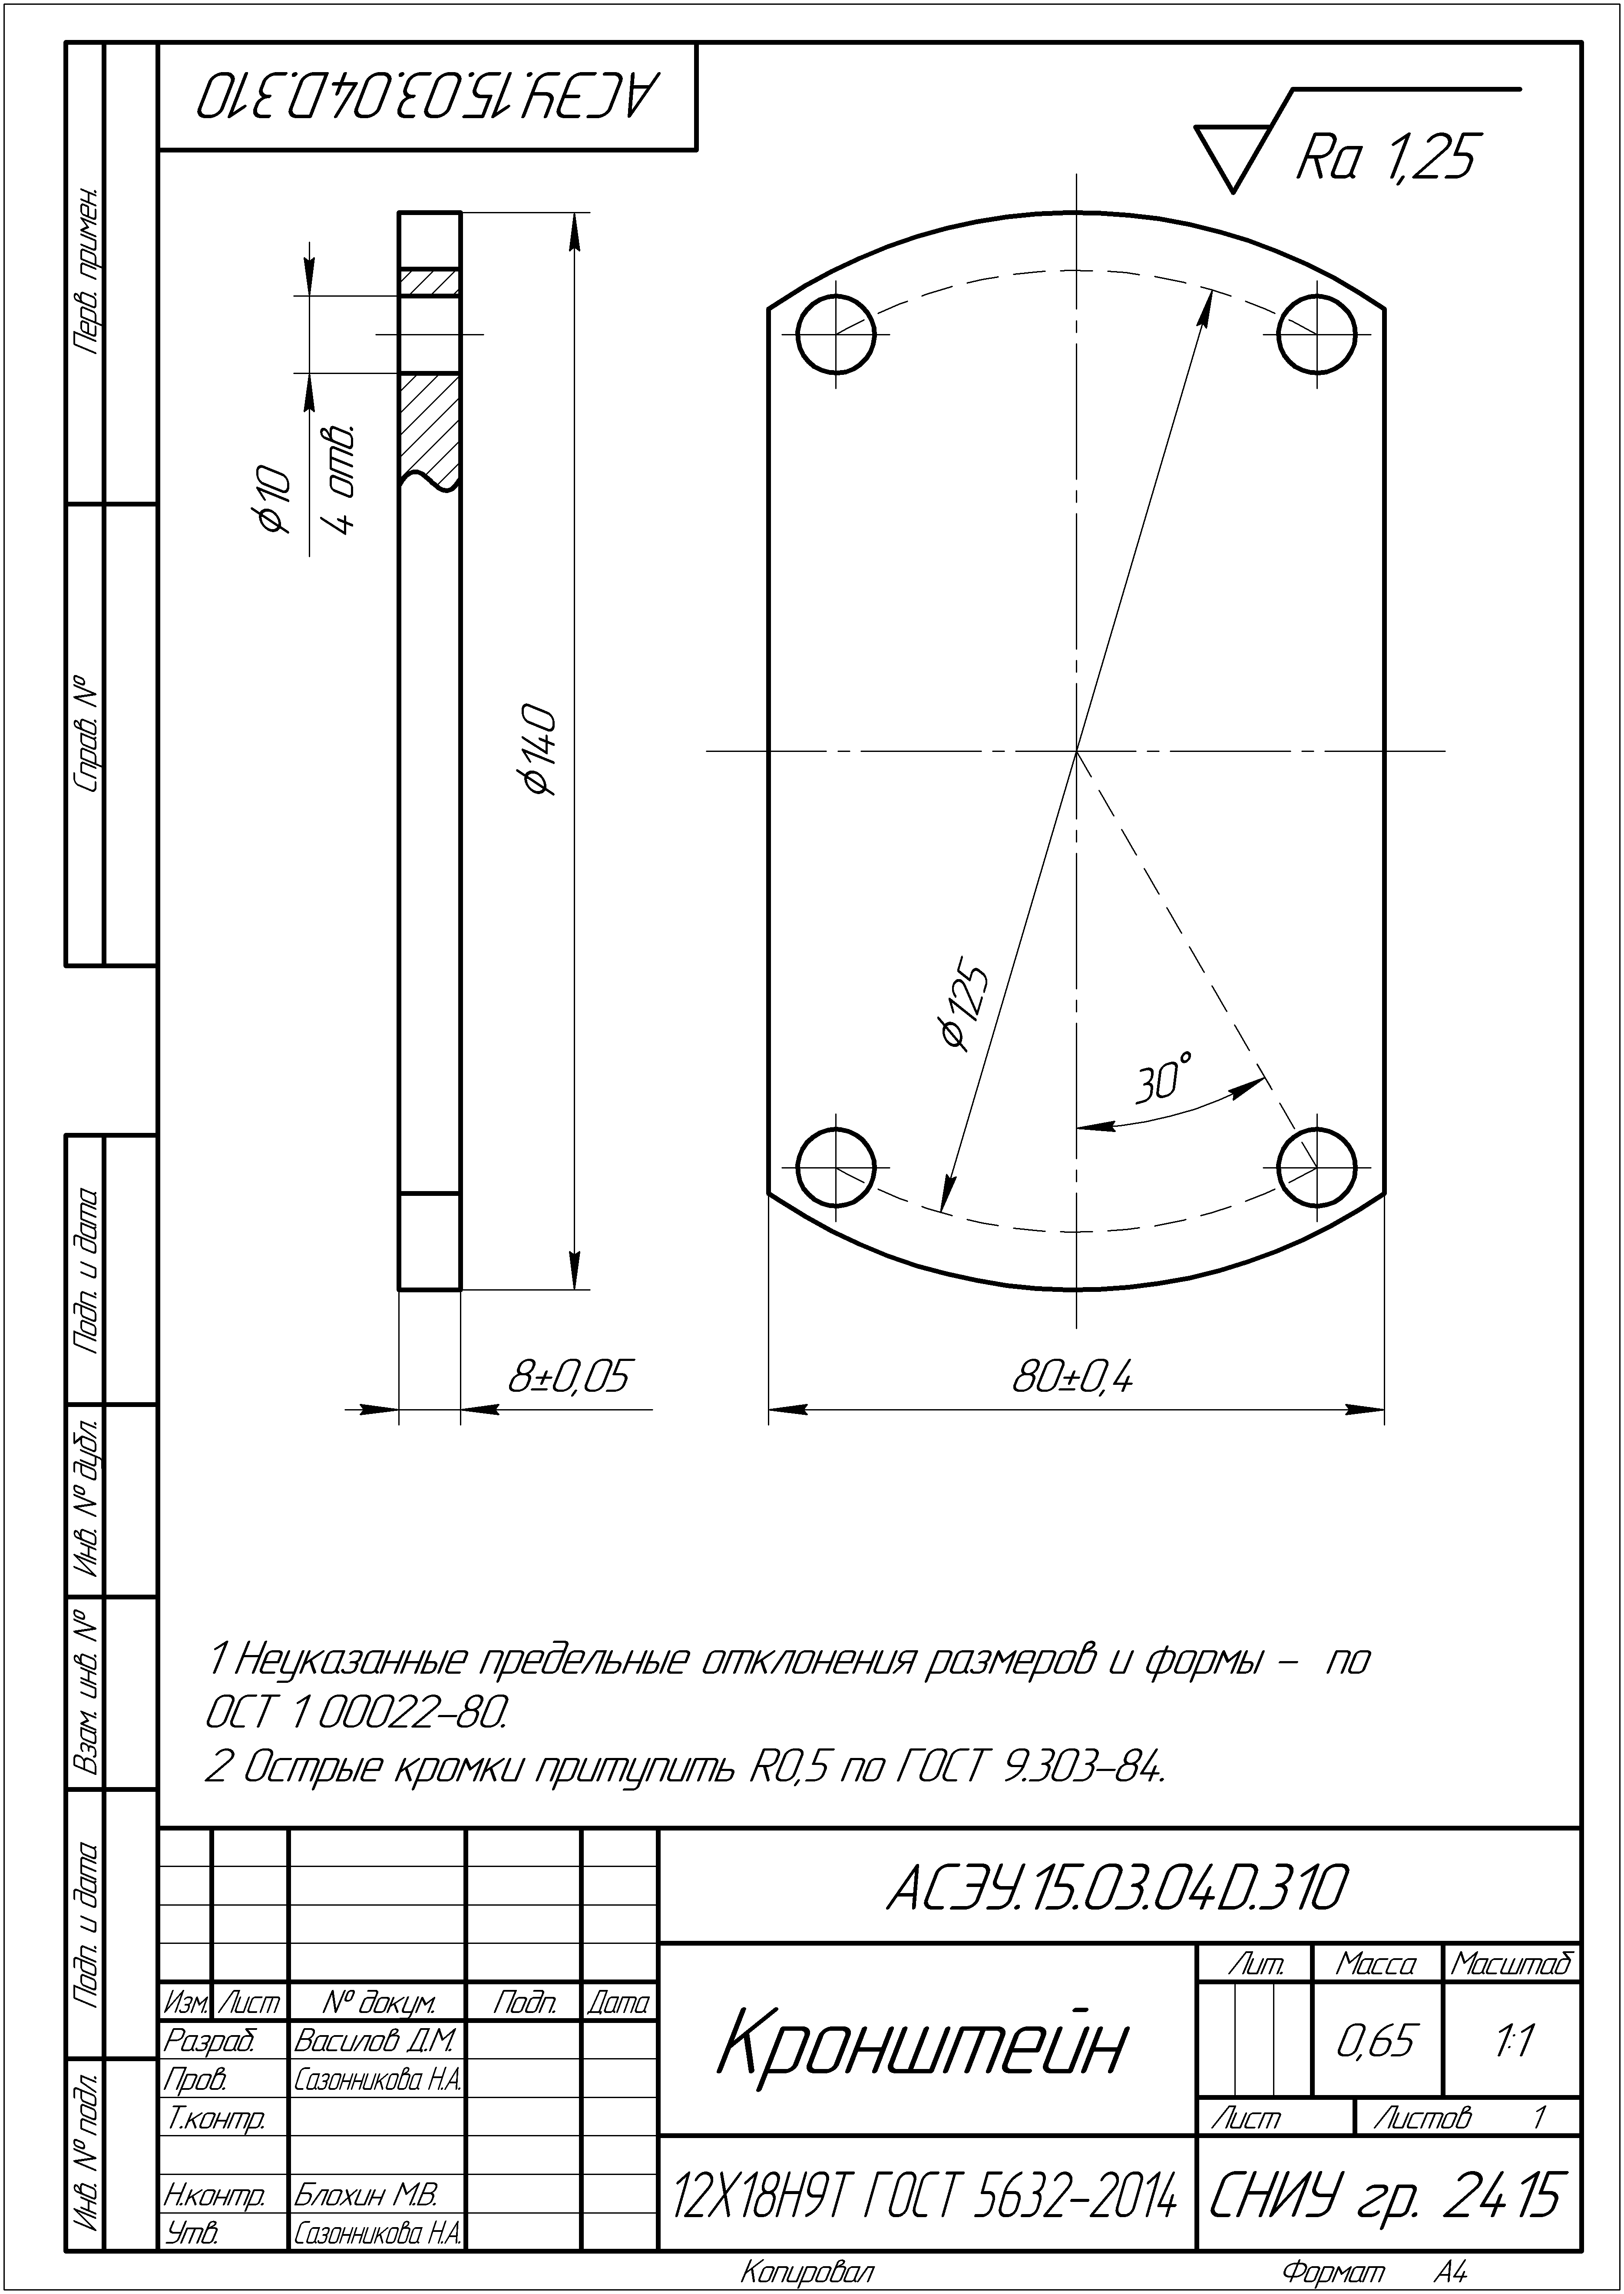 АСЭУ.15.03.04D.310
Ra 1,25
Перв. примен.
Справ. №
Подп. и дата
Инв. № дубл.
Взам. инв. №
Подп. и дата
Инв. № подл.
ϕ10
4 отв.
ϕ140
ϕ125
30°
8±0,05
80±0,4
1 Неуказанные предельные отклонения размеров и формы – по
ОСТ 1 00022-80.
2 Острые кромки притупить R0,5 по ГОСТ 9.303-84.
АСЭУ.15.03.04D.310
Лит. Масса Масштаб
Изм. Лист № докум. Подп. Дата
Разраб. Василов Д.М.
Пров. Сазонникова Н.А.
Т.контр.
Н.контр. Блохин М.В.
Утв. Сазонникова Н.А.
Кронштейн
0,65 1:1
Лист Листов 1
12Х18Н9Т ГОСТ 5632-2014
СНИУ гр. 2415
Копировал Формат А4